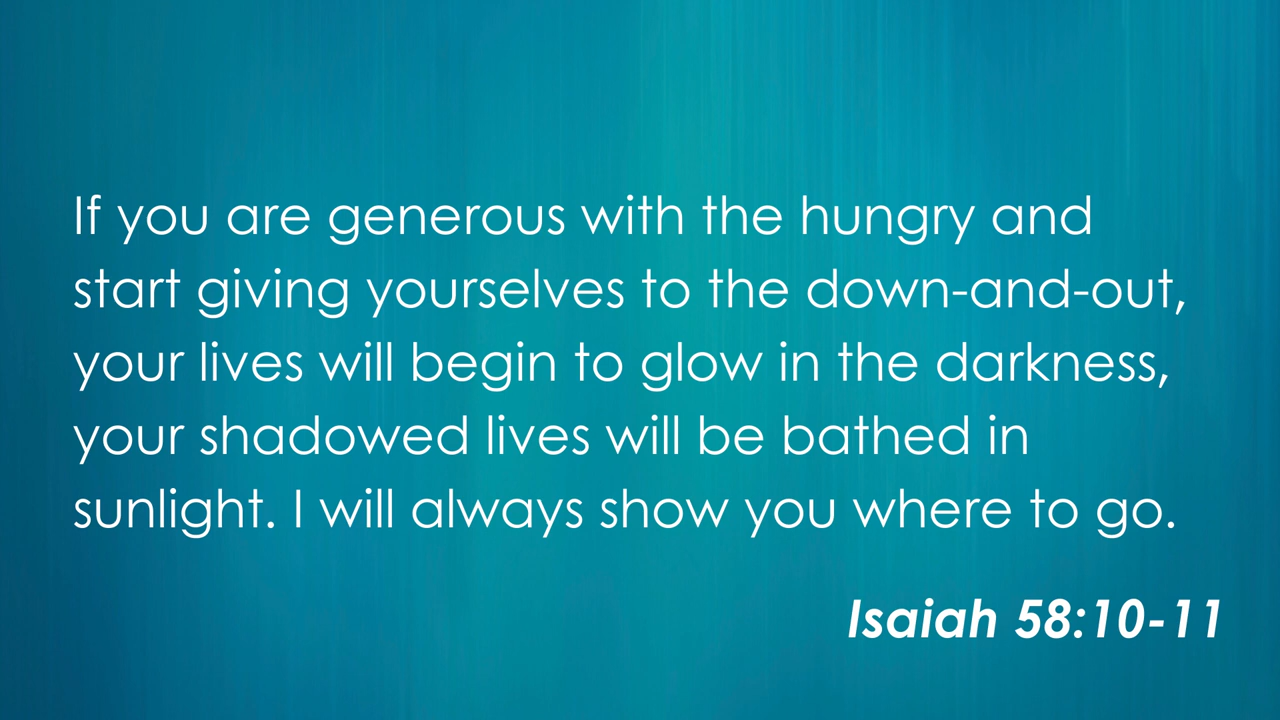 If you are generous with the hungry and
start giving yourselves to the down-and-out,
your lives will begin to glow in the darkness,
your shadowed lives will be bathed in
sunlight. I will always show you where to go.
Isaiah 58:10-11